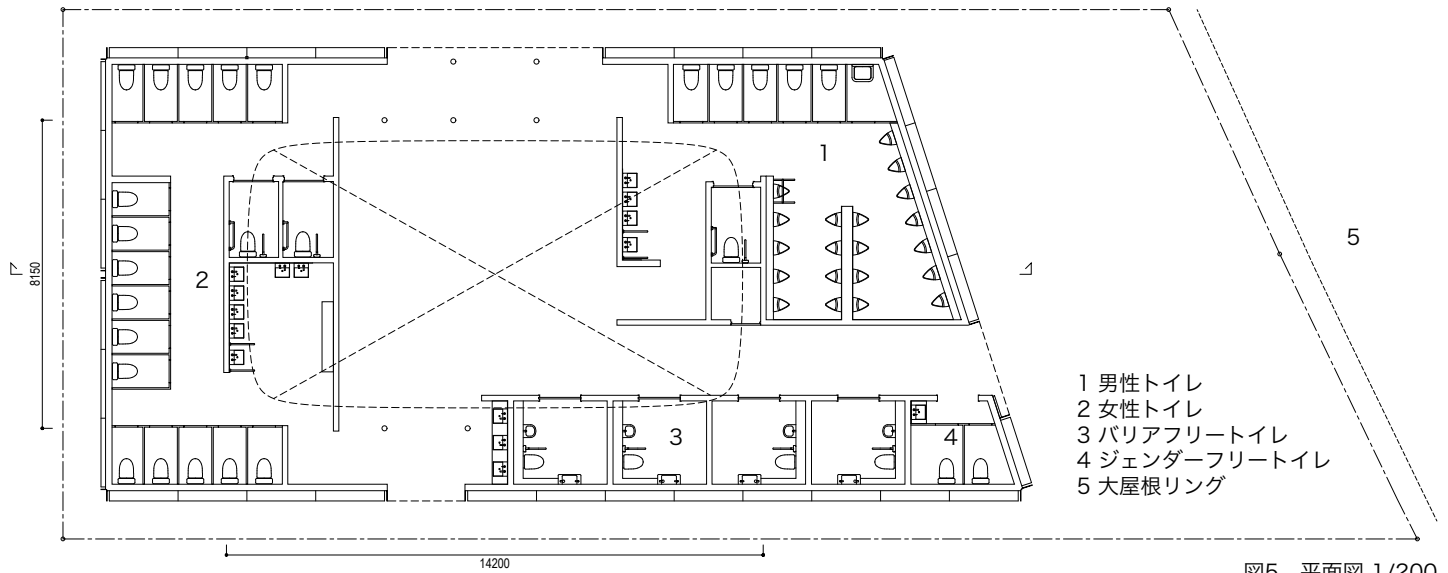 1
5
2
8150
1 男性トイレ
2 女性トイレ
3 バリアフリートイレ
4 ジェンダーフリートイレ
5 大屋根リング
3
4
14200
図5 平面図 1/200